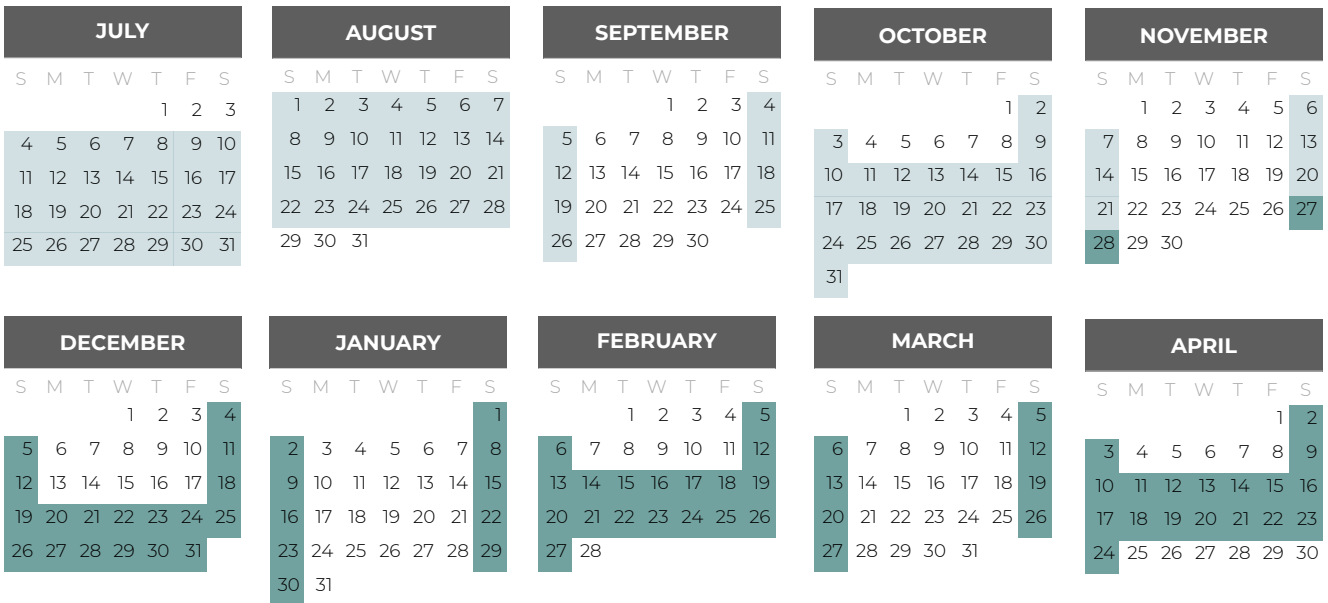 JULY
S M T W T F S
1 2 3
4 5 6 7 8 9 10
11 12 13 14 15 16 17
18 19 20 21 22 23 24
25 26 27 28 29 30 31
AUGUST
S M T W T F S
1 2 3 4 5 6 7
8 9 10 11 12 13 14
15 16 17 18 19 20 21
22 23 24 25 26 27 28
29 30 31
SEPTEMBER
S M T W T F S
1 2 3 4
5 6 7 8 9 10 11
12 13 14 15 16 17 18
19 20 21 22 23 24 25
26 27 28 29 30
OCTOBER
S M T W T F S
1 2
3 4 5 6 7 8 9
10 11 12 13 14 15 16
17 18 19 20 21 22 23
24 25 26 27 28 29 30
31
NOVEMBER
S M T W T F S
1 2 3 4 5 6
7 8 9 10 11 12 13
14 15 16 17 18 19 20
21 22 23 24 25 26 27
28 29 30
DECEMBER
S M T W T F S
1 2 3 4
5 6 7 8 9 10 11
12 13 14 15 16 17 18
19 20 21 22 23 24 25
26 27 28 29 30 31
JANUARY
S M T W T F S
1
2 3 4 5 6 7 8
9 10 11 12 13 14 15
16 17 18 19 20 21 22
23 24 25 26 27 28 29
30 31
FEBRUARY
S M T W T F S
1 2 3 4 5
6 7 8 9 10 11 12
13 14 15 16 17 18 19
20 21 22 23 24 25 26
27 28
MARCH
S M T W T F S
1 2 3 4 5
6 7 8 9 10 11 12
13 14 15 16 17 18 19
20 21 22 23 24 25 26
27 28 29 30 31
APRIL
S M T W T F S
1 2
3 4 5 6 7 8 9
10 11 12 13 14 15 16
17 18 19 20 21 22 23
24 25 26 27 28 29 30